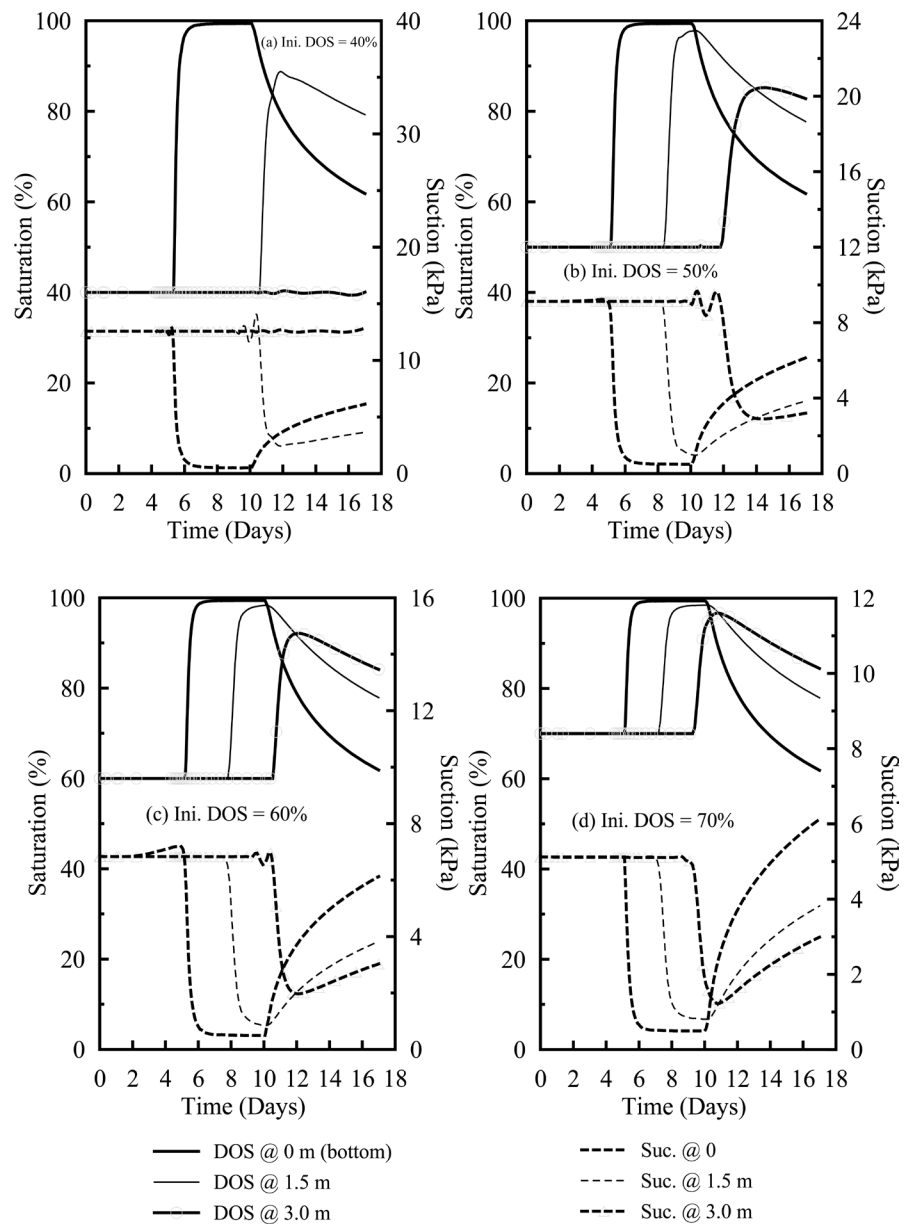 100 40 100 24
(a) Ini. DOS = 40%
80 30 80 20
16
60 60
20 12
40 40
(b) Ini. DOS = 50%
8
20 10 20
4
0 0 0 0
Saturation (%) Suction (kPa) Saturation (%) Suction (kPa)
0 2 4 6 8 10 12 14 16 18 0 2 4 6 8 10 12 14 16 18
Time (Days) Time (Days)
100 16 100 12
80 80 10
12
60 60 8
8 6
(c) Ini. DOS = 60% (d) Ini. DOS = 70%
40 40
4 4
20 20
2
0 0 0 0
Saturation (%) Suction (kPa) Saturation (%) Suction (kPa)
0 2 4 6 8 10 12 14 16 18 0 2 4 6 8 10 12 14 16 18
Time (Days) Time (Days)
DOS @ 0 m (bottom) Suc. @ 0
DOS @ 1.5 m Suc. @ 1.5 m
DOS @ 3.0 m Suc. @ 3.0 m